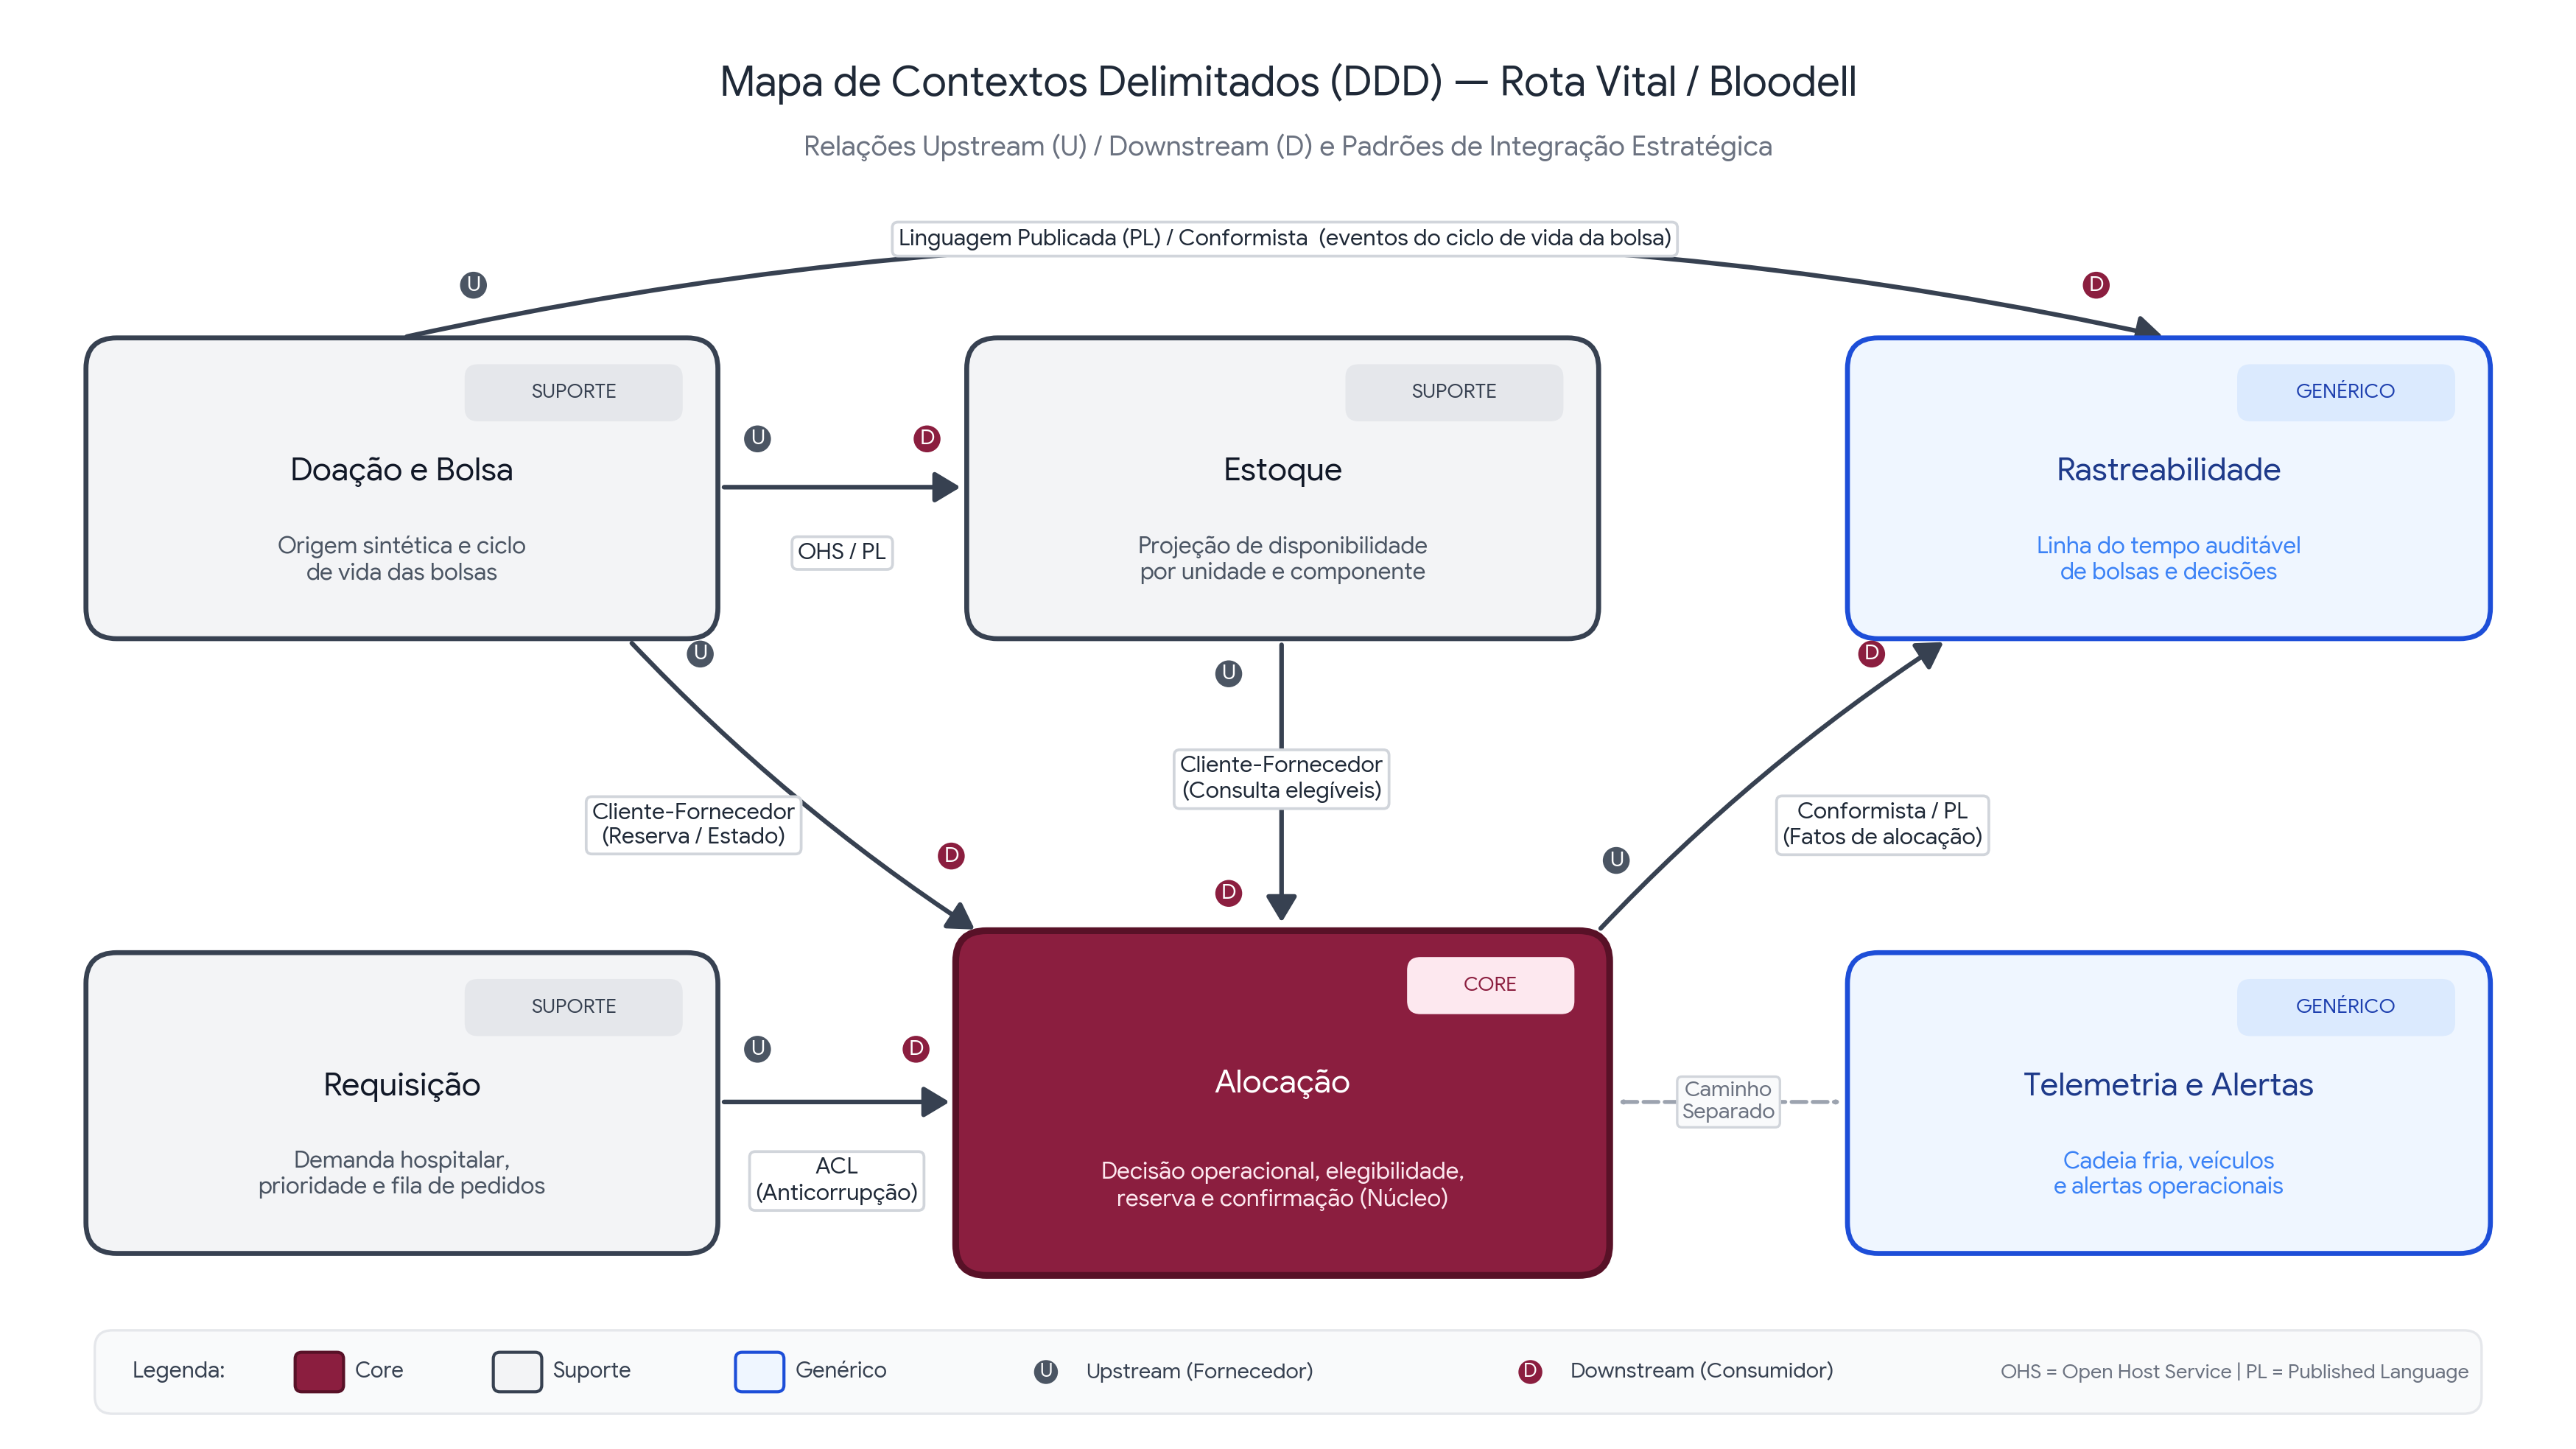 Mapa de Contextos Delimitados (DDD) — Rota Vital / Bloodell
Relações Upstream (U) / Downstream (D) e Padrões de Integração Estratégica
Linguagem Publicada (PL) / Conformista (eventos do ciclo de vida da bolsa)
U
D
SUPORTE
Doação e Bolsa
Origem sintética e ciclo
de vida das bolsas
U
D
OHS / PL
SUPORTE
Estoque
Projeção de disponibilidade
por unidade e componente
GENÉRICO
Rastreabilidade
Linha do tempo auditável
de bolsas e decisões
U
Cliente-Fornecedor
(Reserva / Estado)
D
U
Cliente-Fornecedor
(Consulta elegíveis)
D
D
Conformista / PL
(Fatos de alocação)
U
SUPORTE
Requisição
Demanda hospitalar,
prioridade e fila de pedidos
U
D
ACL
(Anticorrupção)
CORE
Alocação
Decisão operacional, elegibilidade,
reserva e confirmação (Núcleo)
Caminho
Separado
GENÉRICO
Telemetria e Alertas
Cadeia fria, veículos
e alertas operacionais
Legenda:
Core
Suporte
Genérico
U
Upstream (Fornecedor)
D
Downstream (Consumidor)
OHS = Open Host Service | PL = Published Language